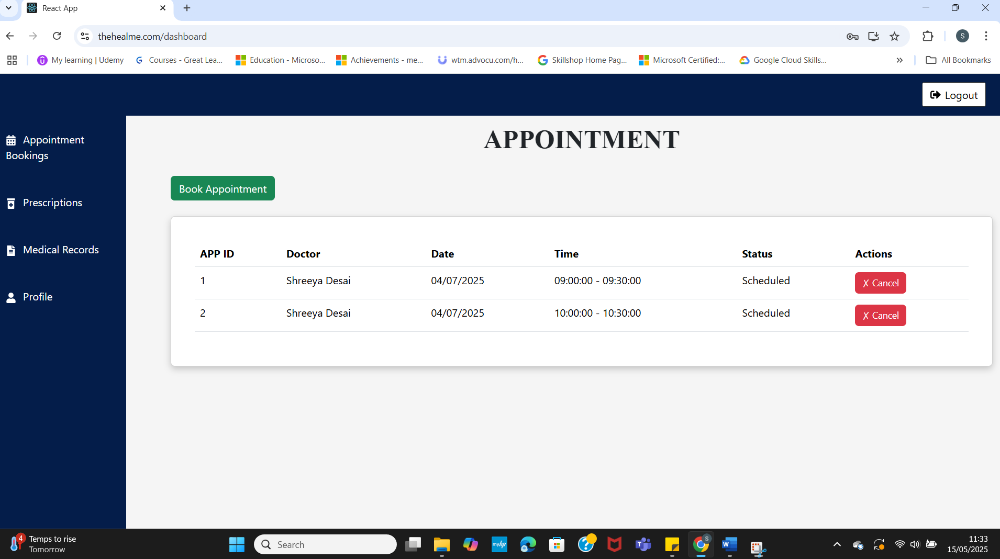 React App
thehealme.com/dashboard
S
My learning | Udemy
Courses - Great Lea...
Education - Microso...
Achievements - me...
wtm.advocu.com/h...
Skillshop Home Pag...
Microsoft Certified:...
Google Cloud Skills...
All Bookmarks
Logout
Appointment
Bookings
Prescriptions
Medical Records
Profile
APPOINTMENT
Book Appointment
APP ID Doctor Date Time Status Actions
1 Shreeya Desai 04/07/2025 09:00:00 - 09:30:00 Scheduled ✗ Cancel
2 Shreeya Desai 04/07/2025 10:00:00 - 10:30:00 Scheduled ✗ Cancel
4
Temps to rise
Tomorrow
Search
myhp
T
S
W
11:33
15/05/2025